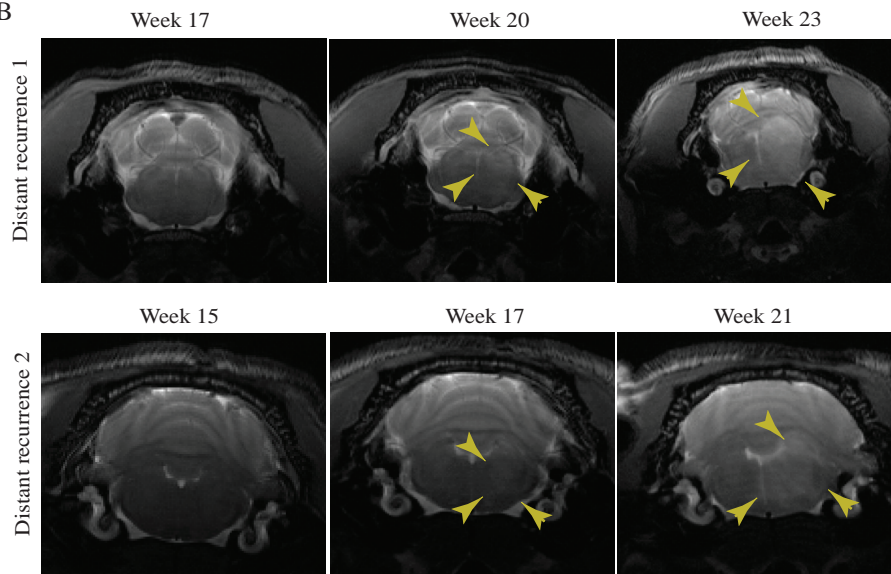 B
Week 17 Week 20 Week 23
Distant recurrence 1
Week 15 Week 17 Week 21
Distant recurrence 2